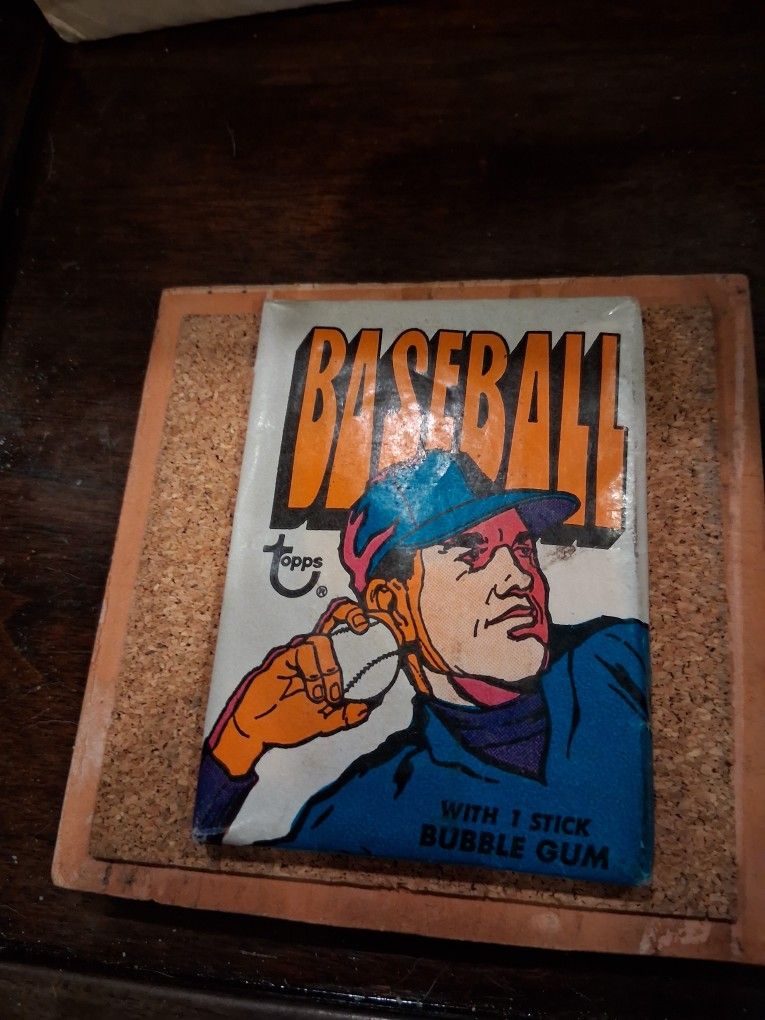 BASEBALL
topps
®
WITH 1 STICK
BUBBLE GUM